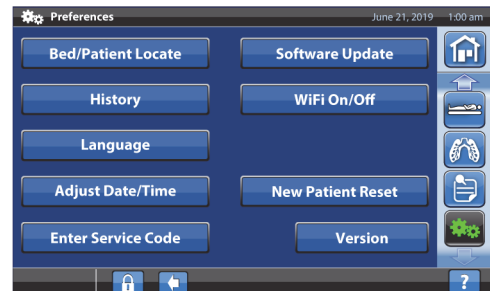 Preferences June 21, 2019 1:00 am
Bed/Patient Locate Software Update
History WiFi On/Off
Language
Adjust Date/Time New Patient Reset
Enter Service Code Version
?